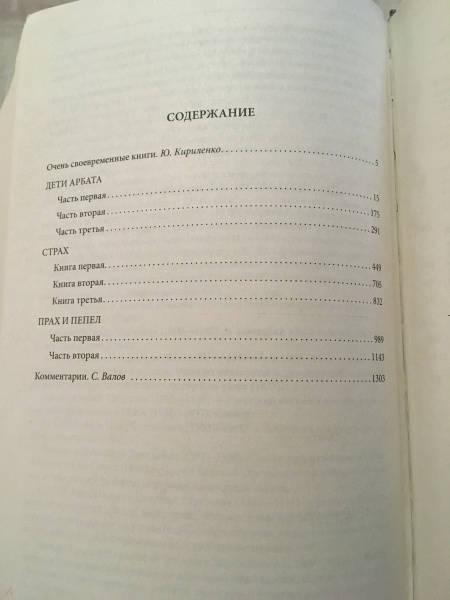 СОДЕРЖАНИЕ
Очень своевременные книги. Ю. Кириленко 5
ДЕТИ АРБАТА
Часть первая 15
Часть вторая 175
Часть третья 291
СТРАХ
Книга первая 449
Книга вторая 705
Книга третья 832
ПРАХ И ПЕПЕЛ
Часть первая 989
Часть вторая 1143
Комментарии. С. Валов 1303